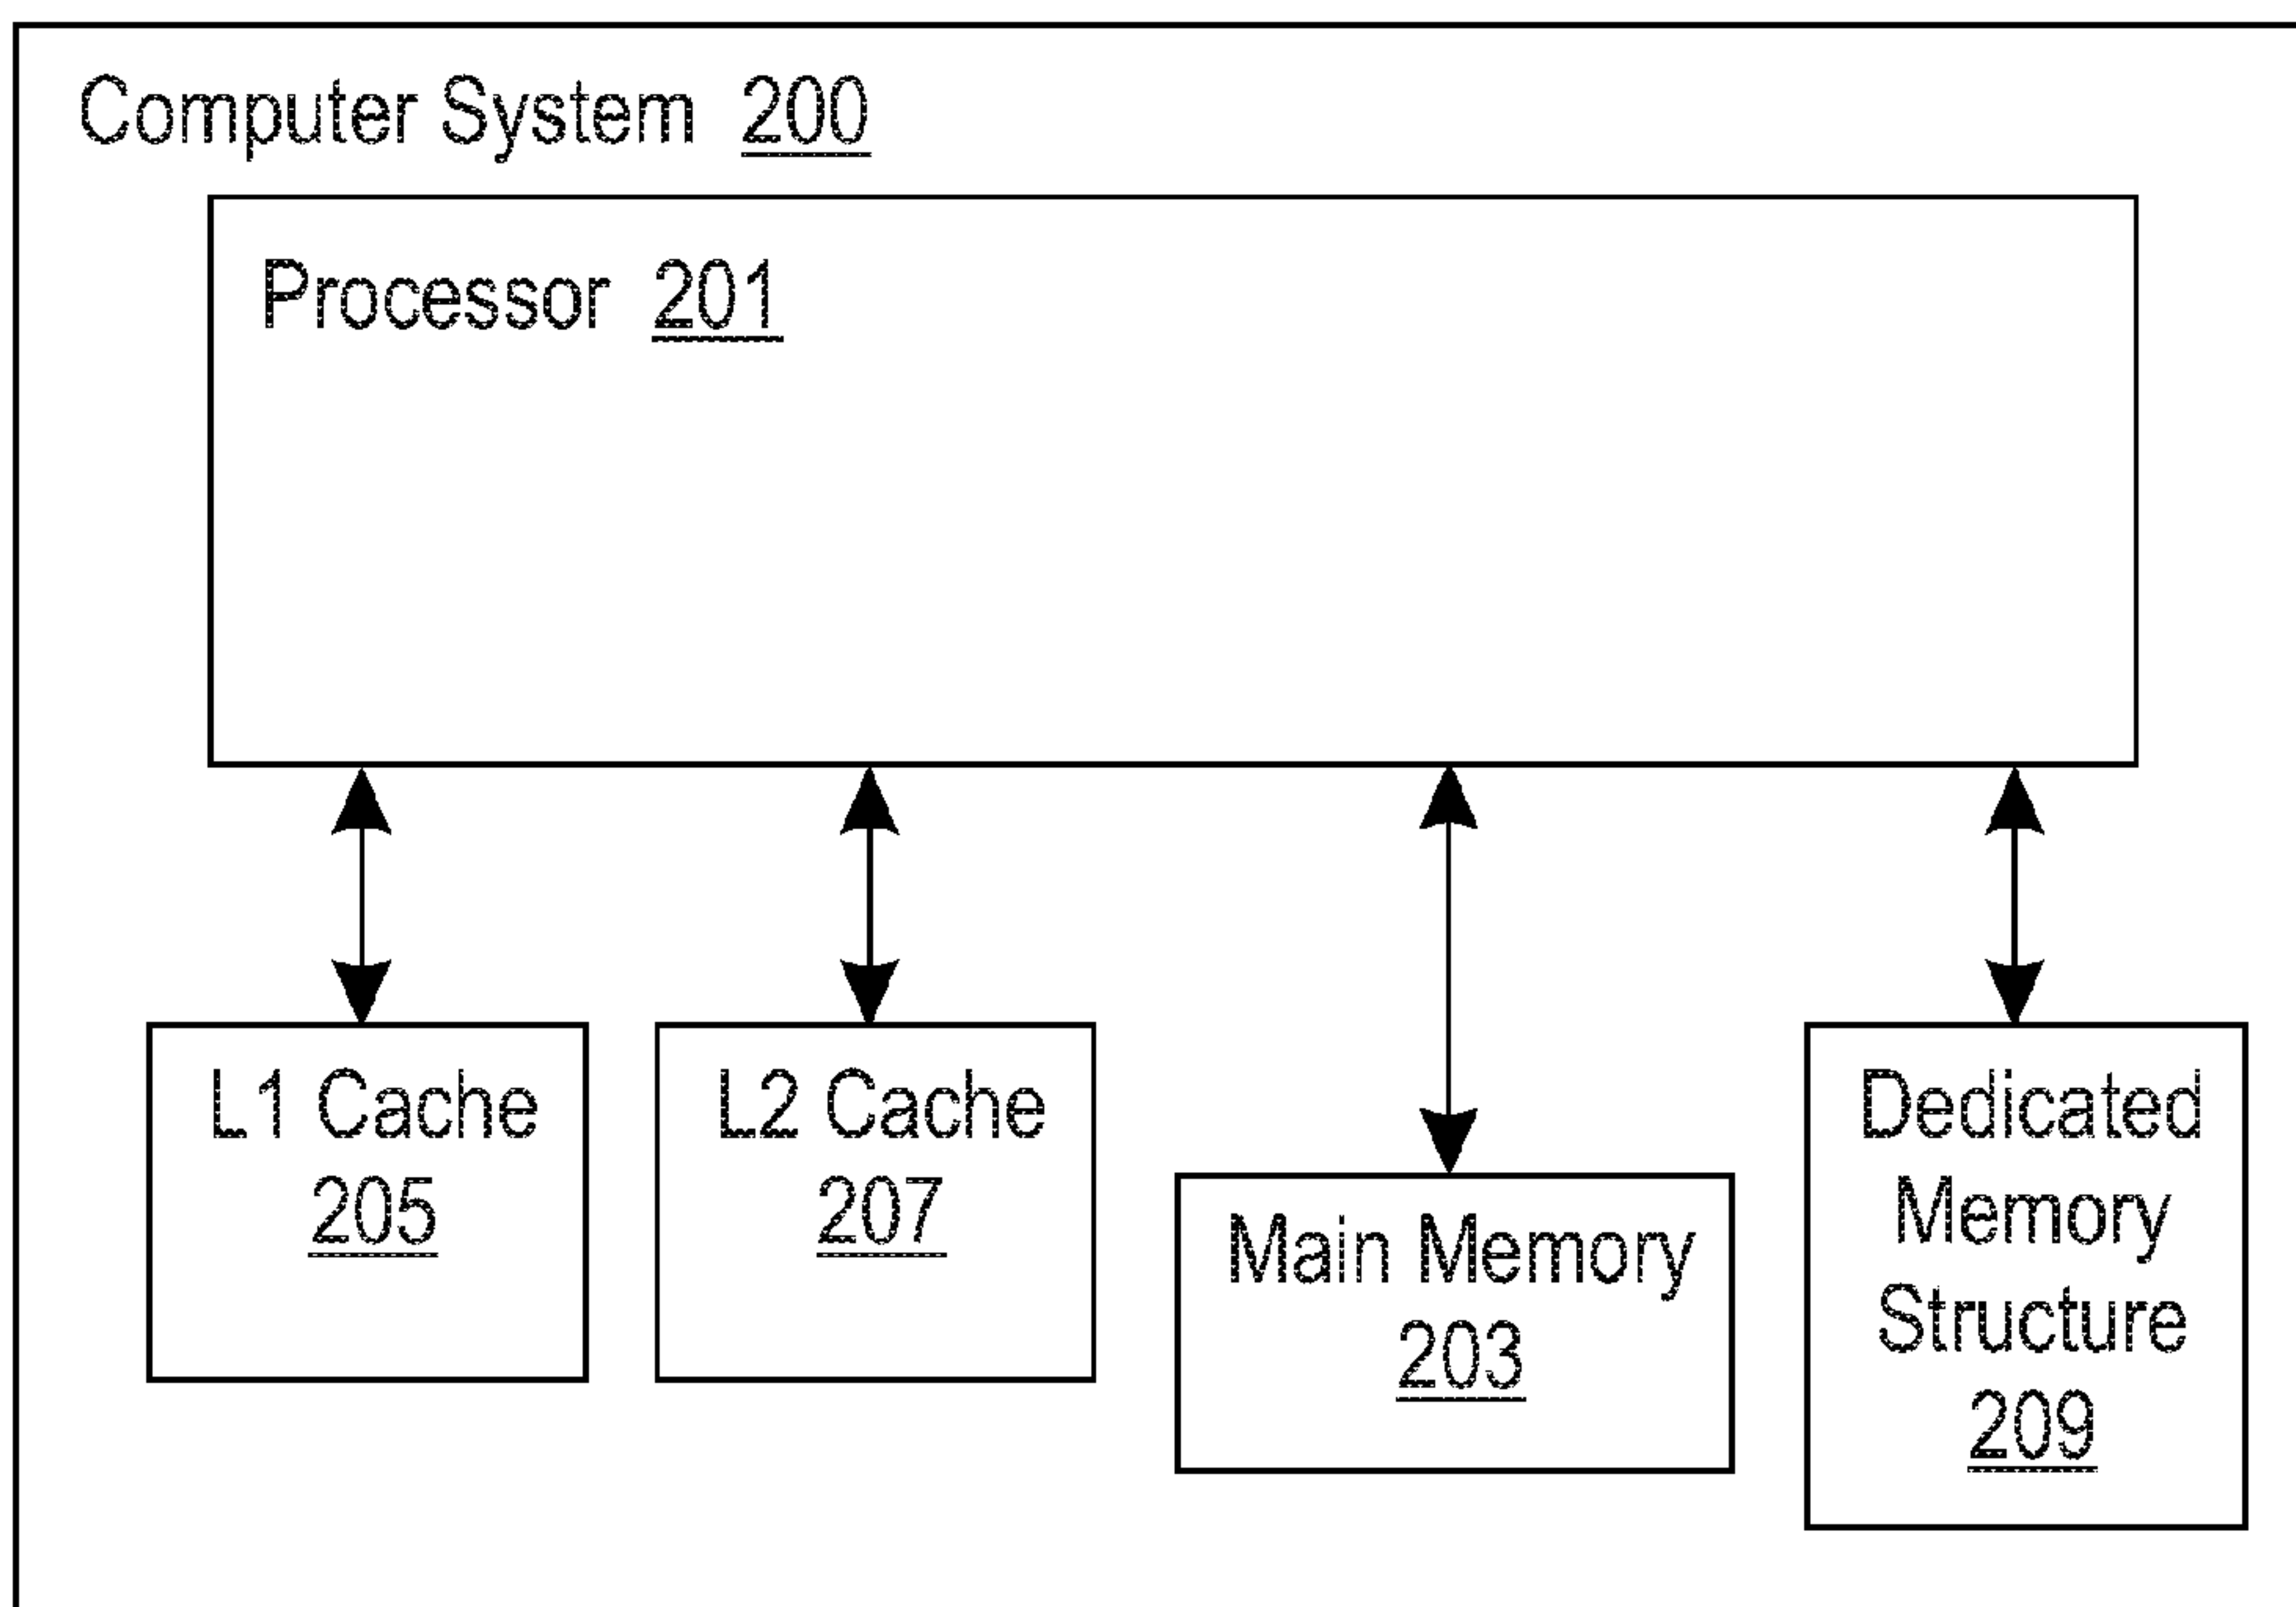 Computer System 200
Processor 201
L1 Cache
205
L2 Cache
207
Main Memory
203
Dedicated
Memory
Structure
209